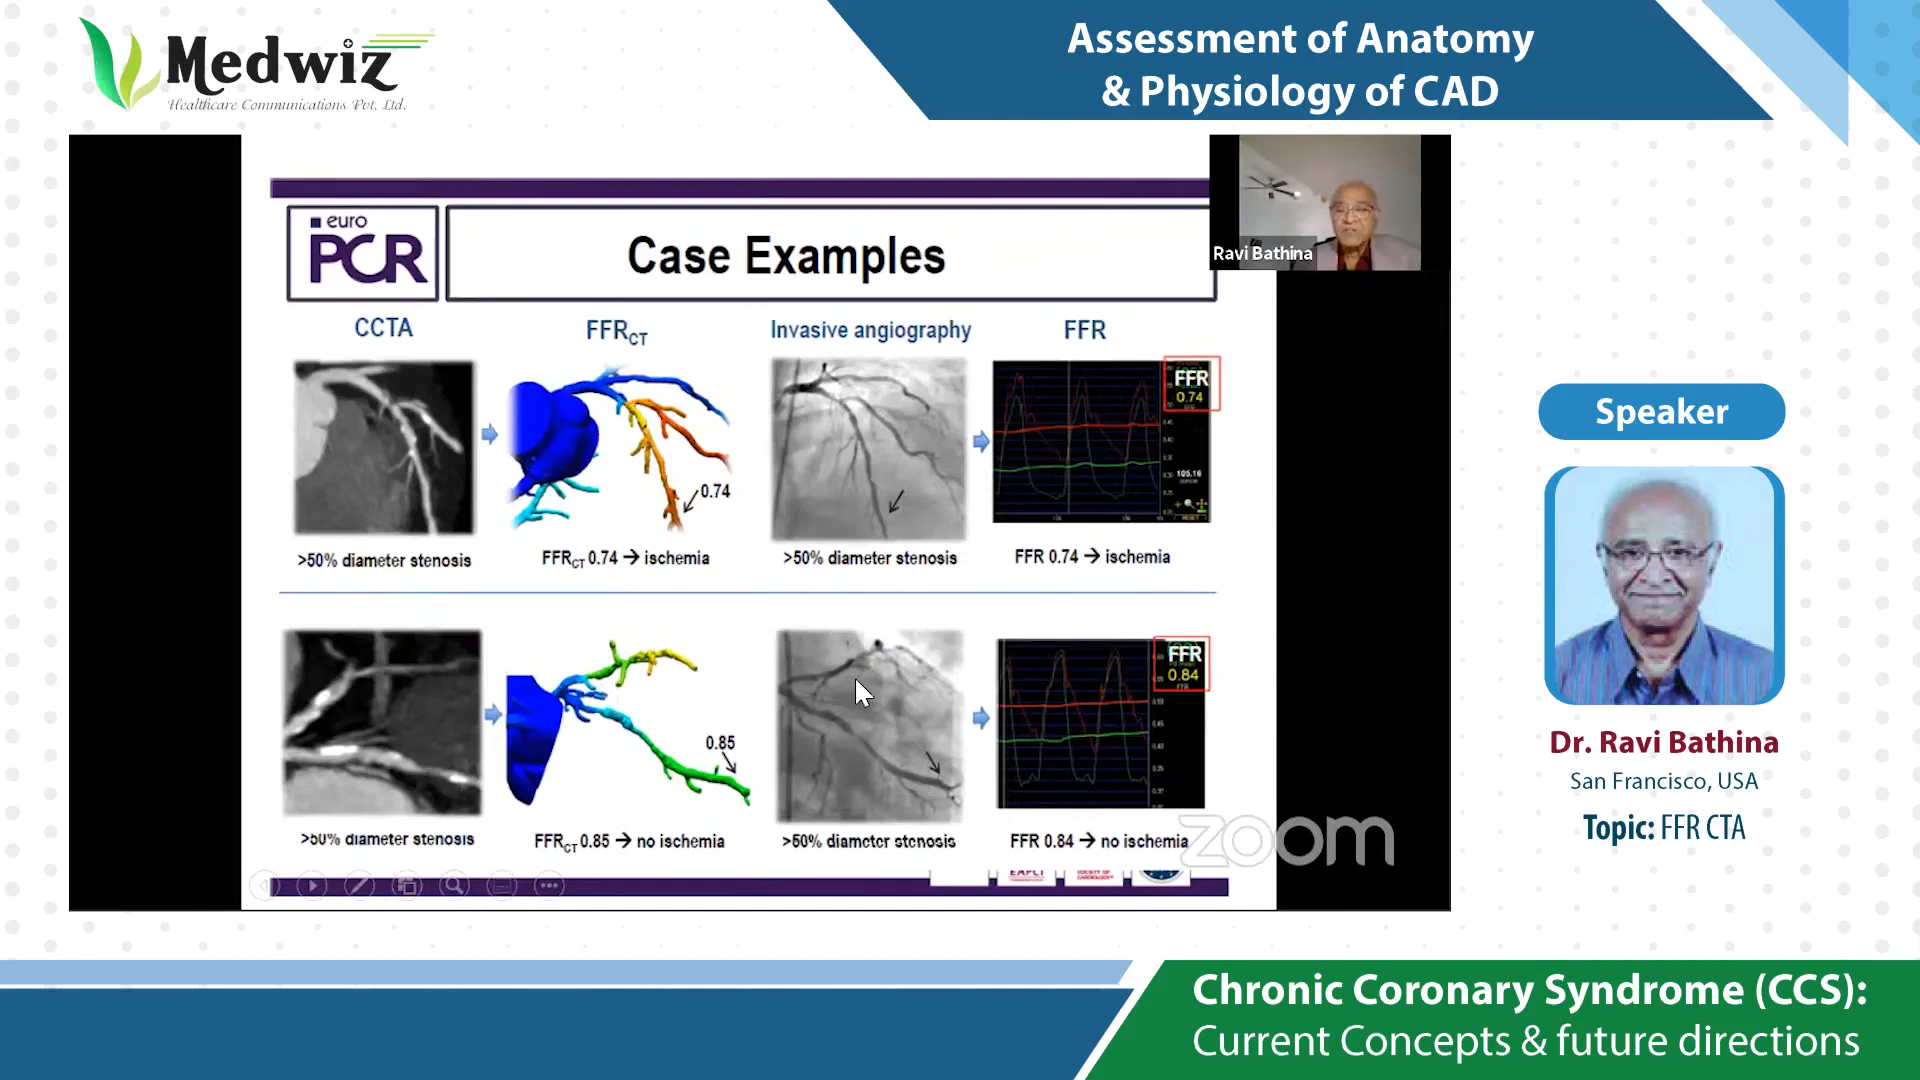 Medwiz
Healthcare Communications Pvt. Ltd.
Assessment of Anatomy
& Physiology of CAD
euro
PCR
Case Examples
Ravi Bathina
CCTA
FFRCT
Invasive angiography
FFR
FFR
0.74
105.16
0.74
>50% diameter stenosis
FFRCT 0.74 → ischemia
>50% diameter stenosis
FFR 0.74 → ischemia
FFR
0.84
0.85
>50% diameter stenosis
FFRCT 0.85 → no ischemia
>50% diameter stenosis
FFR 0.84 → no ischemia
zoom
Speaker
Dr. Ravi Bathina
San Francisco, USA
Topic: FFR CTA
Chronic Coronary Syndrome (CCS):
Current Concepts & future directions